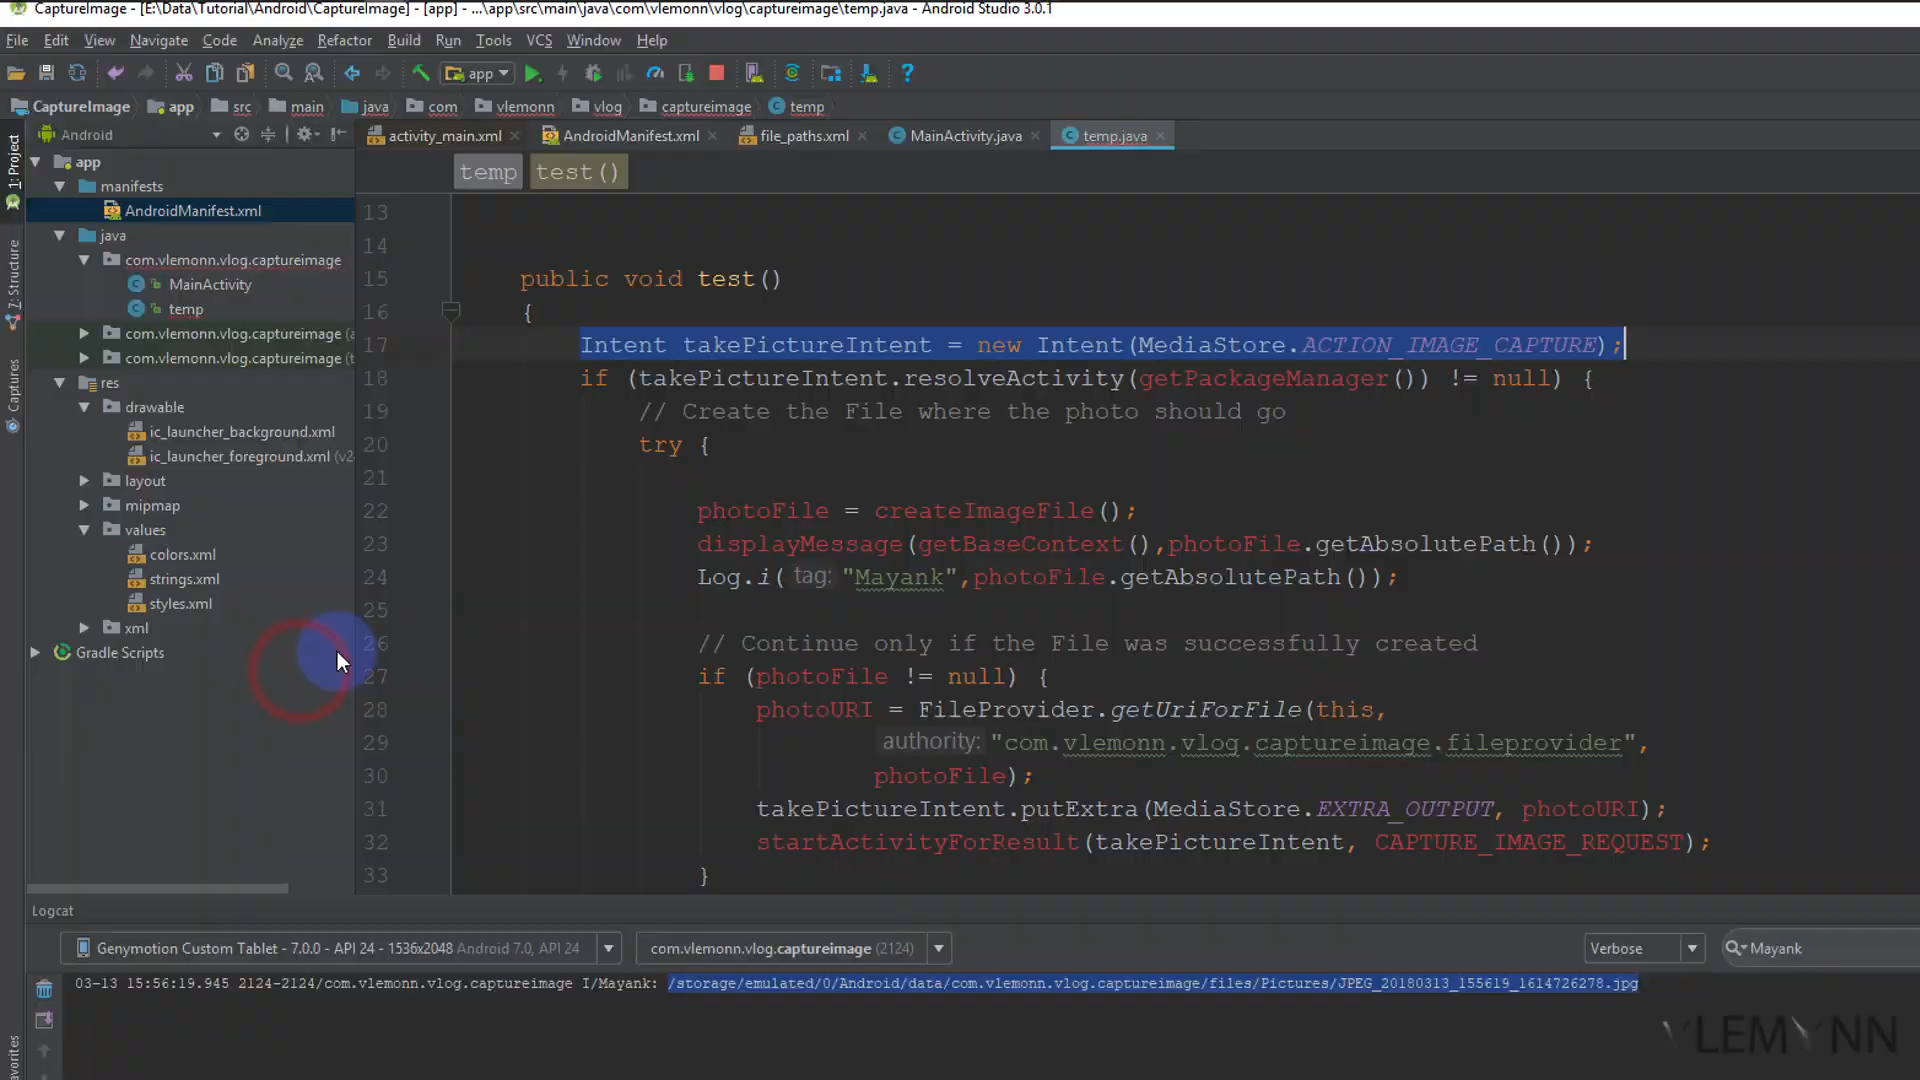 CaptureImage - [E:\Data\Tutorial\Android\CaptureImage] - [app] - ...\app\src\main\java\com\vlemonn\vlog\captureimage\temp.java - Android Studio 3.0.1
File Edit View Navigate Code Analyze Refactor Build Run Tools VCS Window Help
app
CaptureImage app src main java com vlemonn vlog captureimage temp
Android
activity_main.xml AndroidManifest.xml file_paths.xml MainActivity.java temp.java
temp test()
1: Project
7: Structure
Captures
app
manifests
AndroidManifest.xml
java
com.vlemonn.vlog.captureimage
MainActivity
temp
com.vlemonn.vlog.captureimage (a
com.vlemonn.vlog.captureimage (t
res
drawable
ic_launcher_background.xml
ic_launcher_foreground.xml (v2
layout
mipmap
values
colors.xml
strings.xml
styles.xml
xml
Gradle Scripts
13
14
15 public void test()
16 {
17 Intent takePictureIntent = new Intent(MediaStore.ACTION_IMAGE_CAPTURE);
18 if (takePictureIntent.resolveActivity(getPackageManager()) != null) {
19 // Create the File where the photo should go
20 try {
21
22 photoFile = createImageFile();
23 displayMessage(getBaseContext(),photoFile.getAbsolutePath());
24 Log.i( tag: "Mayank",photoFile.getAbsolutePath());
25
26 // Continue only if the File was successfully created
27 if (photoFile != null) {
28 photoURI = FileProvider.getUriForFile(this,
29 authority: "com.vlemonn.vlog.captureimage.fileprovider",
30 photoFile);
31 takePictureIntent.putExtra(MediaStore.EXTRA_OUTPUT, photoURI);
32 startActivityForResult(takePictureIntent, CAPTURE_IMAGE_REQUEST);
33 }
Logcat
Genymotion Custom Tablet - 7.0.0 - API 24 - 1536x2048 Android 7.0, API 24 com.vlemonn.vlog.captureimage (2124) Verbose Mayank
03-13 15:56:19.945 2124-2124/com.vlemonn.vlog.captureimage I/Mayank: /storage/emulated/0/Android/data/com.vlemonn.vlog.captureimage/files/Pictures/JPEG_20180313_155619_1614726278.jpg
avorites
VLEMYNN